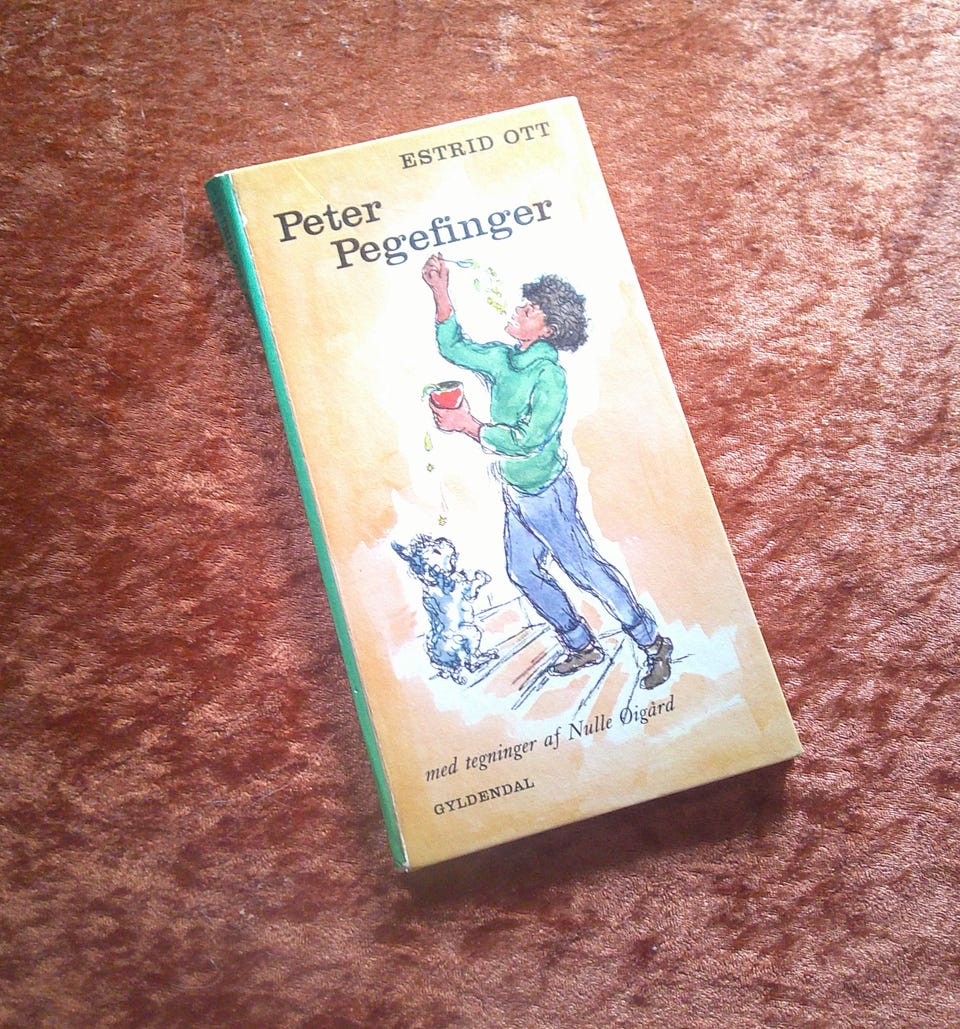 ESTRID OTT
Peter
Pegefinger
med tegninger af Nulle Øigård
GYLDENDAL